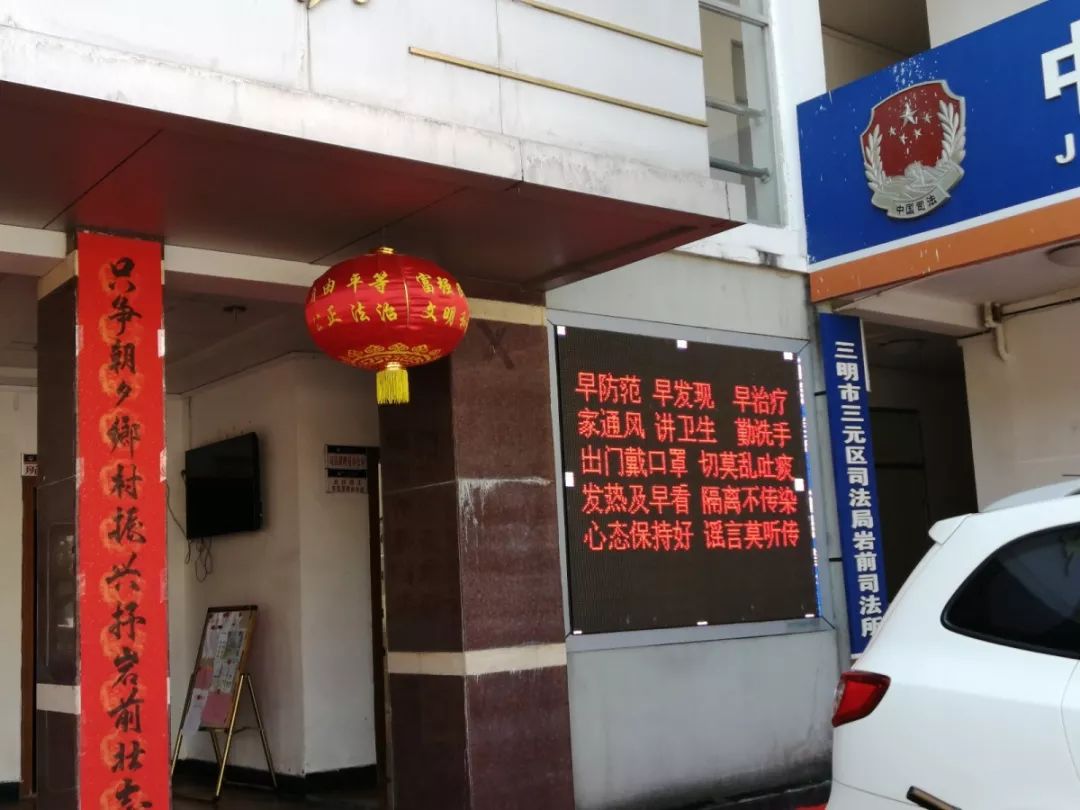 只争朝夕乡村振兴抒岩前壮志
由 平等 富强
正 法治 文明
早防范 早发现 早治疗
家通风 讲卫生 勤洗手
出门戴口罩 切莫乱吐痰
发热及早看 隔离不传染
心态保持好 谣言莫听传
中国司法
中
J
三明市三元区司法局岩前司法所
所